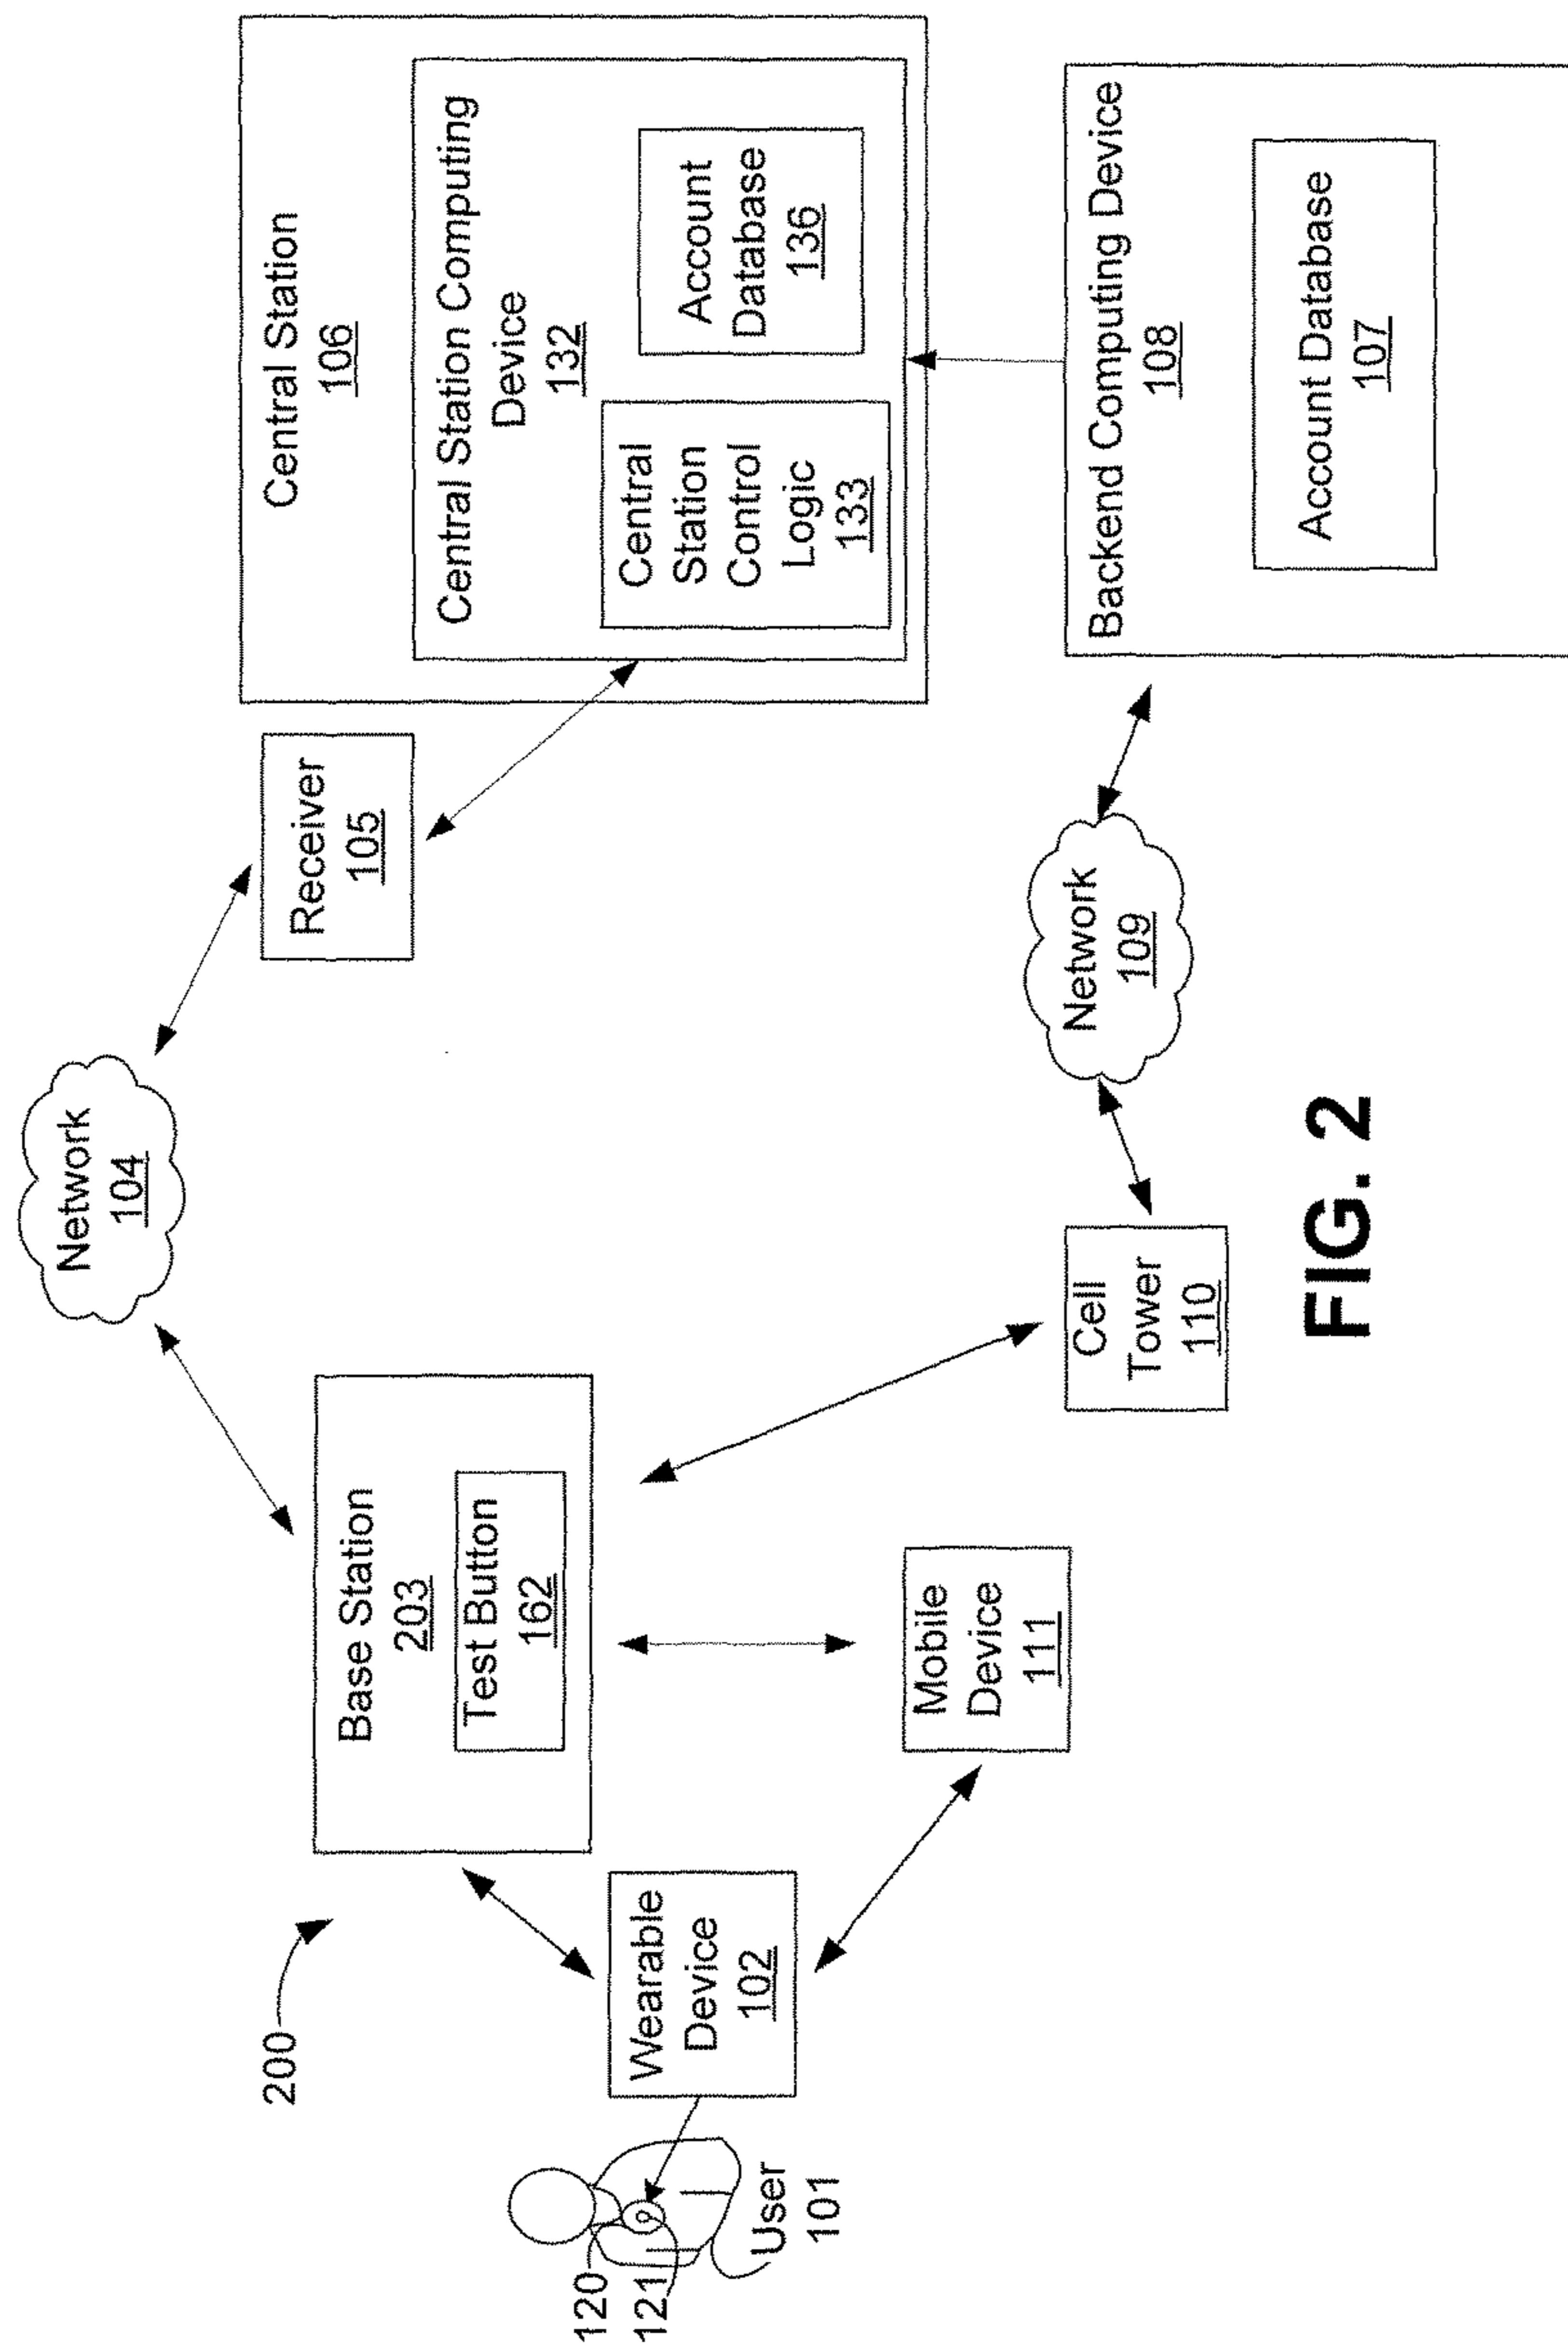 Central Station
106
Central Station Computing
Device
132
Central
Station
Control
Logic
133
Account
Database
136
Receiver
105
Network
104
Base Station
203
Test Button
162
200
Wearable
Device
102
120
121
User
101
Mobile
Device
111
Cell
Tower
110
Network
109
Backend Computing Device
108
Account Database
107
FIG. 2